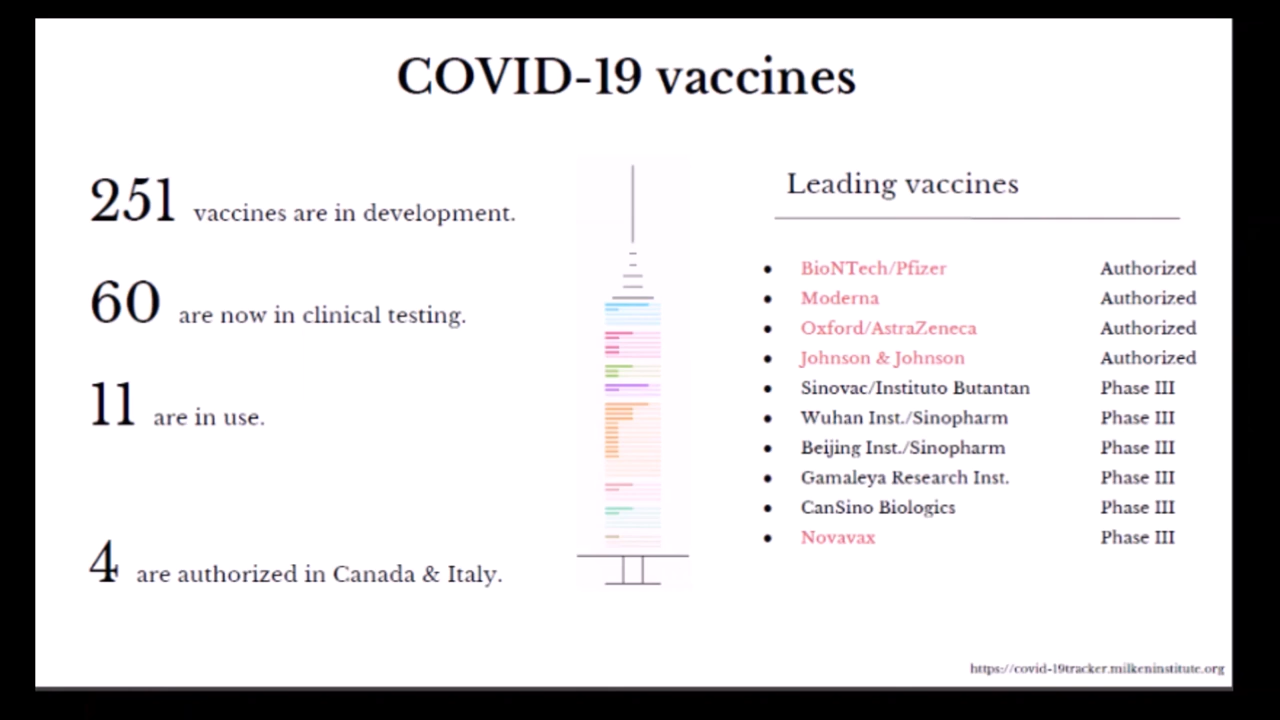 COVID-19 vaccines
251 vaccines are in development.
60 are now in clinical testing.
11 are in use.
4 are authorized in Canada & Italy.
Leading vaccines
• BioNTech/Pfizer Authorized
• Moderna Authorized
• Oxford/AstraZeneca Authorized
• Johnson & Johnson Authorized
• Sinovac/Instituto Butantan Phase III
• Wuhan Inst./Sinopharm Phase III
• Beijing Inst./Sinopharm Phase III
• Gamaleya Research Inst. Phase III
• CanSino Biologics Phase III
• Novavax Phase III
https://covid-19tracker.milkeninstitute.org